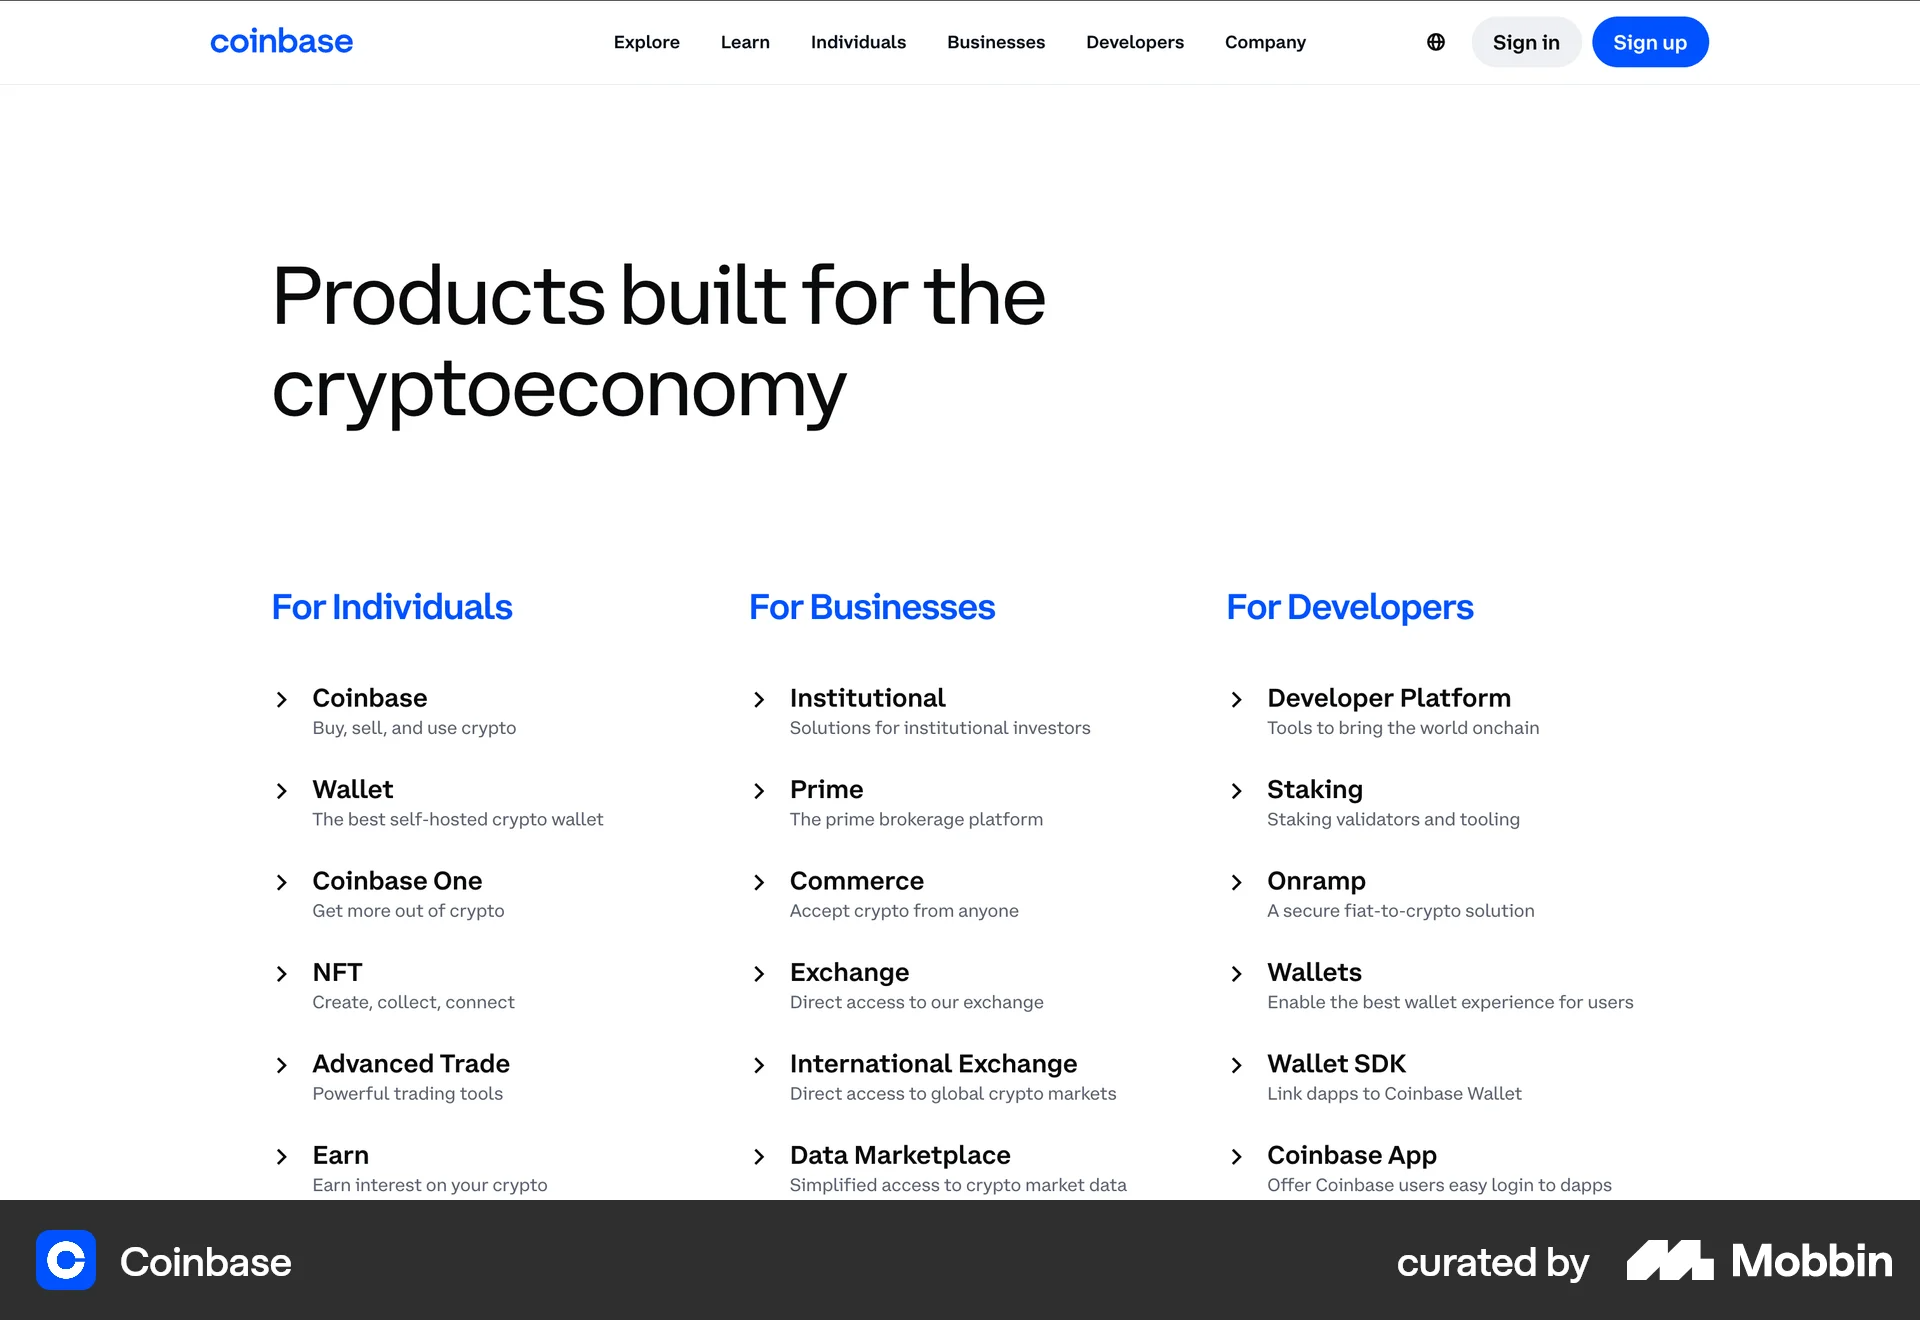 coinbase
Explore Learn Individuals Businesses Developers Company Sign in Sign up
Products built for the
cryptoeconomy
For Individuals
Coinbase
Buy, sell, and use crypto
Wallet
The best self-hosted crypto wallet
Coinbase One
Get more out of crypto
NFT
Create, collect, connect
Advanced Trade
Powerful trading tools
Earn
Earn interest on your crypto
For Businesses
Institutional
Solutions for institutional investors
Prime
The prime brokerage platform
Commerce
Accept crypto from anyone
Exchange
Direct access to our exchange
International Exchange
Direct access to global crypto markets
Data Marketplace
Simplified access to crypto market data
For Developers
Developer Platform
Tools to bring the world onchain
Staking
Staking validators and tooling
Onramp
A secure fiat-to-crypto solution
Wallets
Enable the best wallet experience for users
Wallet SDK
Link dapps to Coinbase Wallet
Coinbase App
Offer Coinbase users easy login to dapps
Coinbase
curated by Mobbin